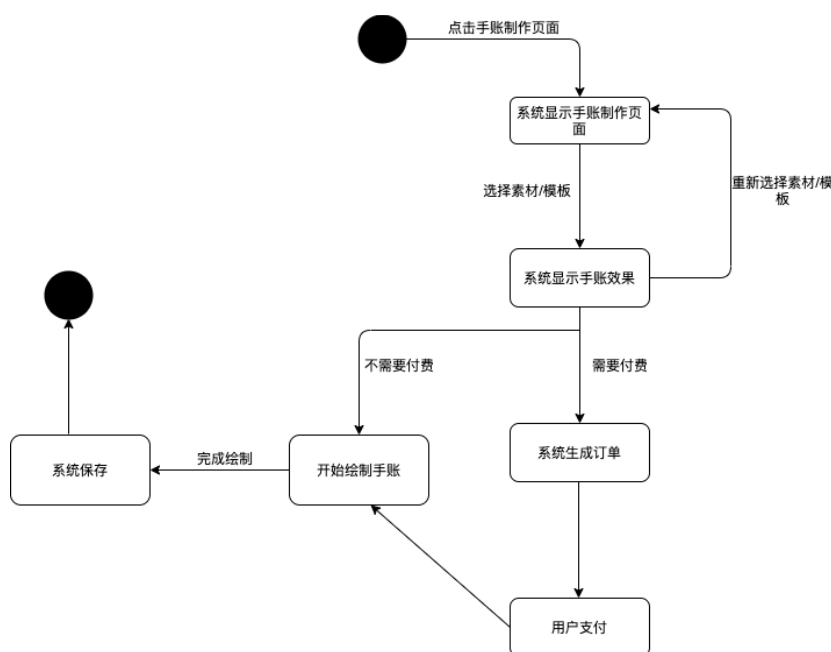 点击手账制作页面
系统显示手账制作页
面
选择素材/模板
重新选择素材/模
板
系统显示手账效果
不需要付费
需要付费
系统保存
完成绘制
开始绘制手账
系统生成订单
用户支付